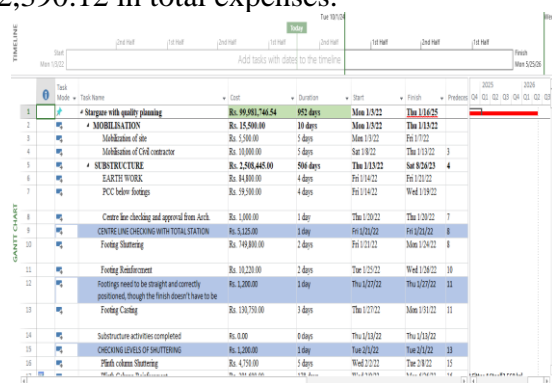 2,390.12 in total expenses.
Tue 10/1/24
Today
2nd Half 1st Half 2nd Half 1st Half 2nd Half 1st Half 2nd Half 1st Half
TIMELINE
Start
Mon 1/3/22
Add tasks with dates to the timeline
Finish
Mon 5/25/26
Task Mode Task Name Cost Duration Start Finish Predeces
2025 2026
Q4 Q1 Q2 Q3 Q4 Q1 Q2 Q3
GANTT CHART
1 Stargaze with quality planning Rs. 99,981,746.54 952 days Mon 1/3/22 Thu 1/16/25
2 MOBILISATION Rs. 15,500.00 10 days Mon 1/3/22 Thu 1/13/22
3 Mobilization of site Rs. 5,500.00 5 days Mon 1/3/22 Fri 1/7/22
4 Mobilisation of Civil contractor Rs. 10,000.00 5 days Sat 1/8/22 Thu 1/13/22 3
5 SUBSTRUCTURE Rs. 2,508,445.00 506 days Thu 1/13/22 Sat 8/26/23 4
6 EARTH WORK Rs. 84,800.00 4 days Fri 1/14/22 Fri 1/21/22
7 PCC below footings Rs. 59,500.00 4 days Fri 1/14/22 Wed 1/19/22
8 Centre line checking and approval from Arch. Rs. 1,000.00 1 day Thu 1/20/22 Thu 1/20/22 7
9 CENTRE LINE CHECKING WITH TOTAL STATION Rs. 1,125.00 1 day Fri 1/21/22 Fri 1/21/22 8
10 Footing Shuttering Rs. 749,800.00 2 days Fri 1/21/22 Mon 1/24/22 8
11 Footing Reinforcement Rs. 10,220.00 2 days Tue 1/25/22 Wed 1/26/22 10
12 Footings need to be straight and correctly Rs. 1,200.00 1 day Thu 1/27/22 Thu 1/27/22 11
positioned, though the finish doesn't have to be
13 Footing Casting Rs. 130,750.00 3 days Thu 1/27/22 Mon 1/31/22 11
14 Substructure activities completed Rs. 0.00 0 days Thu 1/13/22 Thu 1/13/22
15 CHECKING LEVELS OF SHUTTERING Rs. 1,200.00 1 day Tue 2/1/22 Tue 2/1/22 13
16 Plinth column Shuttering Rs. 4,750.00 5 days Wed 2/2/22 Tue 2/8/22 15